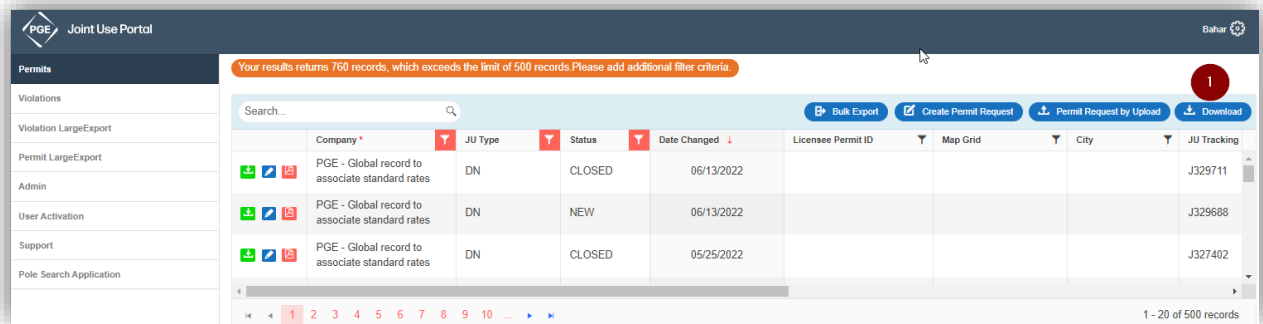 PGE Joint Use Portal Bahar
Permits
Your results returns 760 records, which exceeds the limit of 500 records.Please add additional filter criteria.
1
Violations
Search... Bulk Export Create Permit Request Permit Request by Upload Download
Violation LargeExport
Company * JU Type Status Date Changed ↓ Licensee Permit ID Map Grid City JU Tracking
Permit LargeExport
PGE - Global record to
associate standard rates DN CLOSED 06/13/2022 J329711
Admin
User Activation
PGE - Global record to
associate standard rates DN NEW 06/13/2022 J329688
Support
PGE - Global record to
associate standard rates DN CLOSED 05/25/2022 J327402
Pole Search Application
1 2 3 4 5 6 7 8 9 10 ... 1 - 20 of 500 records